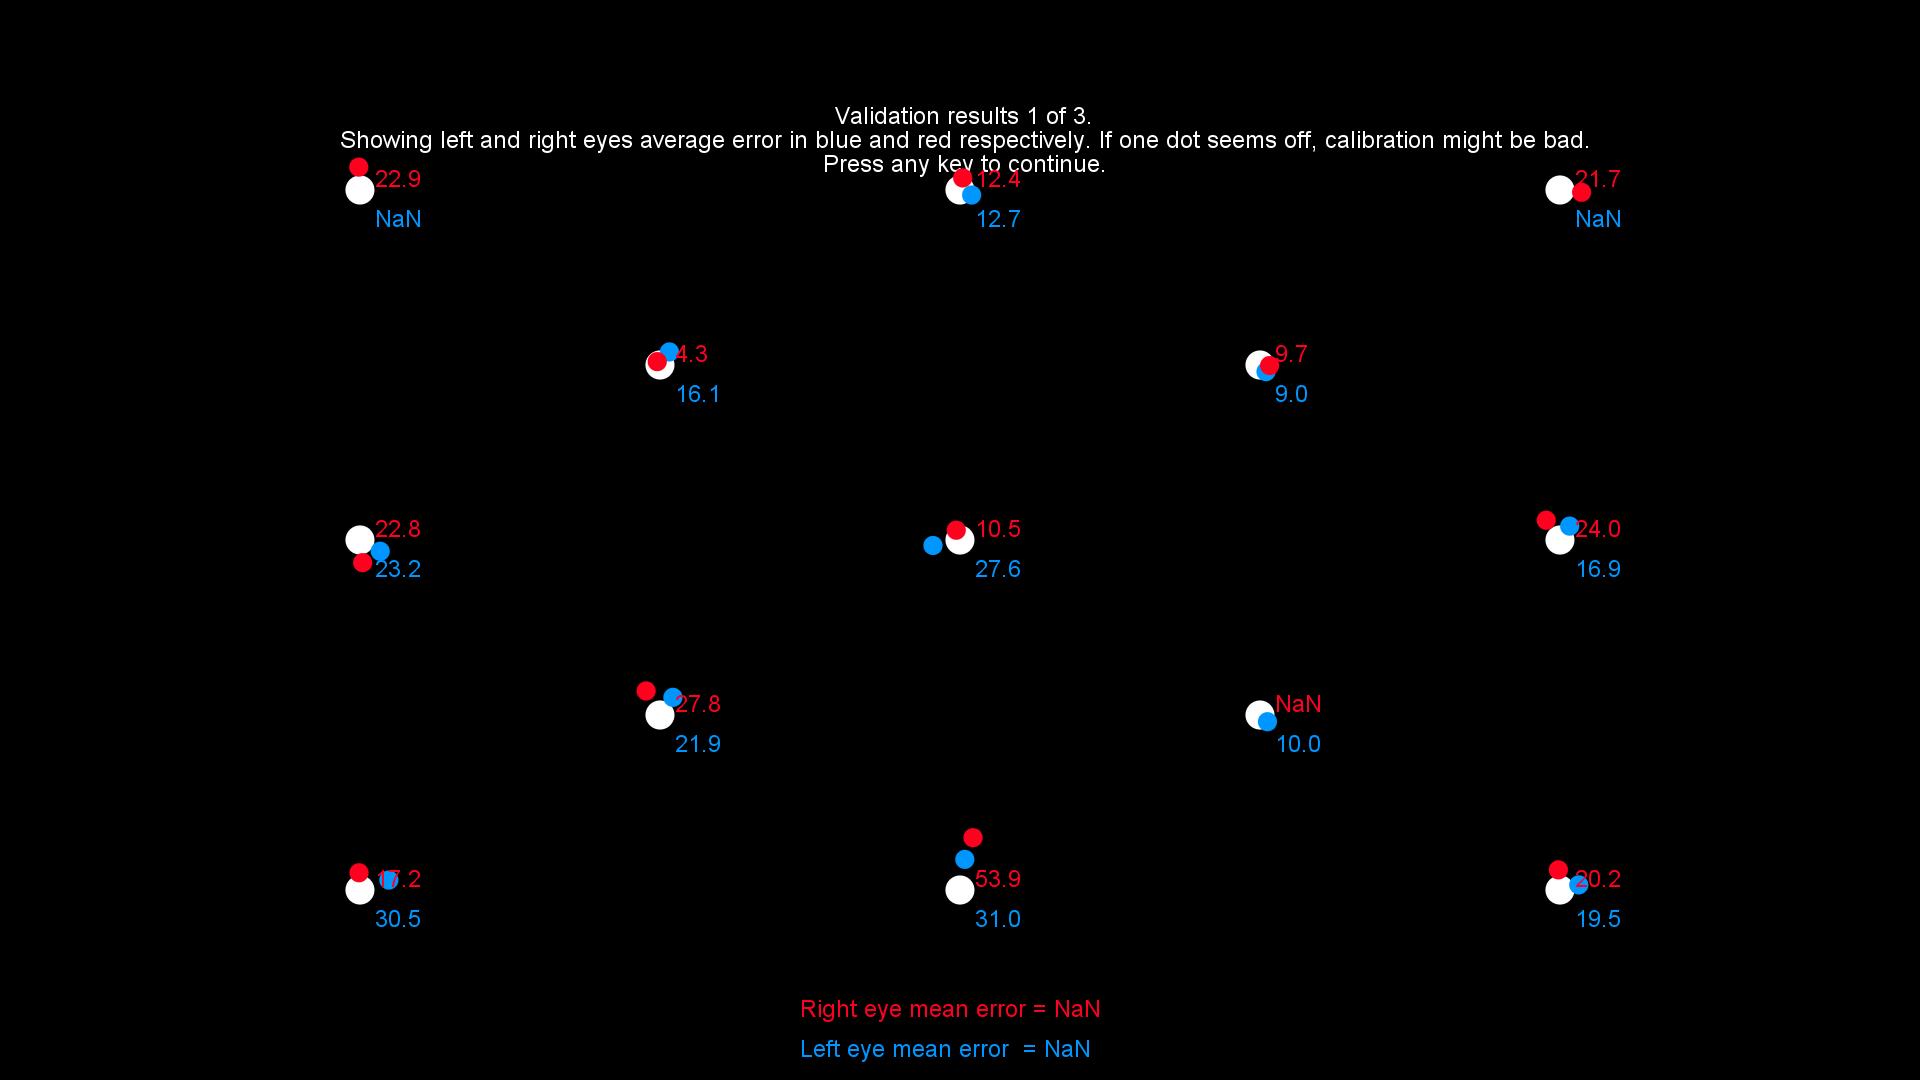 Validation results 1 of 3.
Showing left and right eyes average error in blue and red respectively. If one dot seems off, calibration might be bad.
Press any key to continue.
22.9 12.4 21.7
NaN 12.7 NaN
4.3 9.7
16.1 9.0
22.8 10.5 24.0
23.2 27.6 16.9
27.8 NaN
21.9 10.0
17.2 53.9 20.2
30.5 31.0 19.5
Right eye mean error = NaN
Left eye mean error = NaN